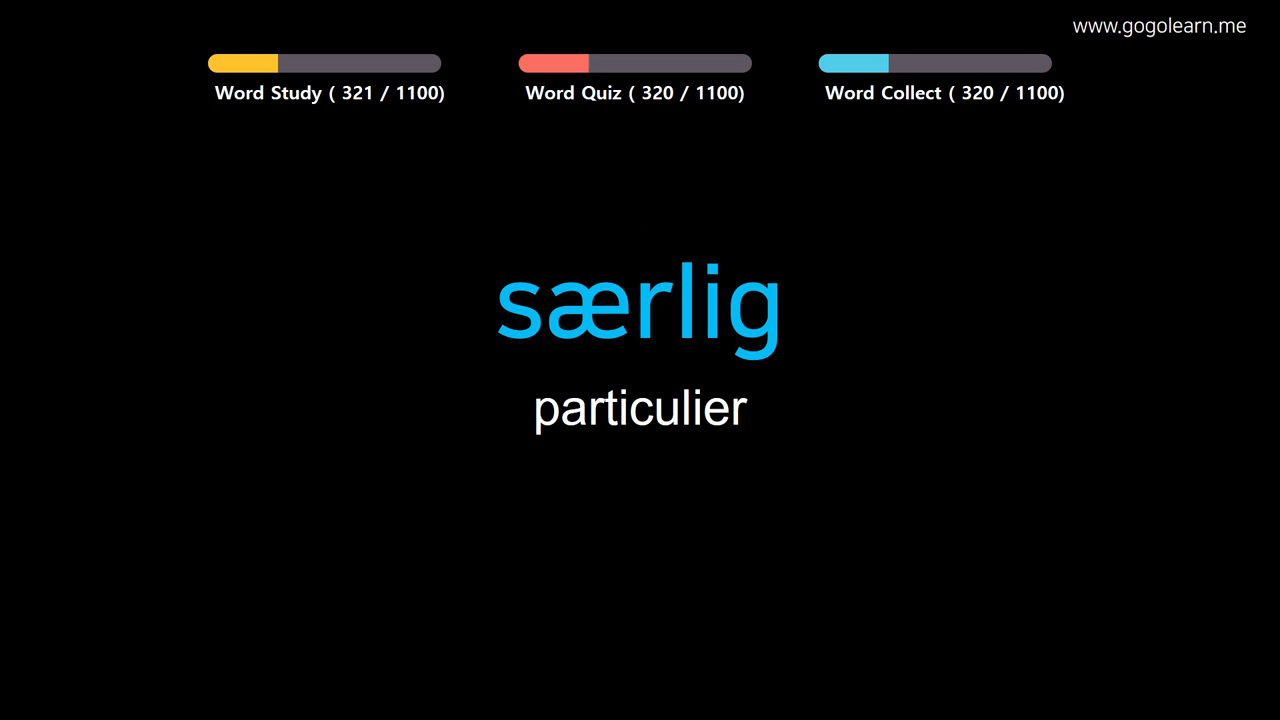 www.gogolearn.me
Word Study ( 321 / 1100)
Word Quiz ( 320 / 1100)
Word Collect ( 320 / 1100)
særlig
particulier